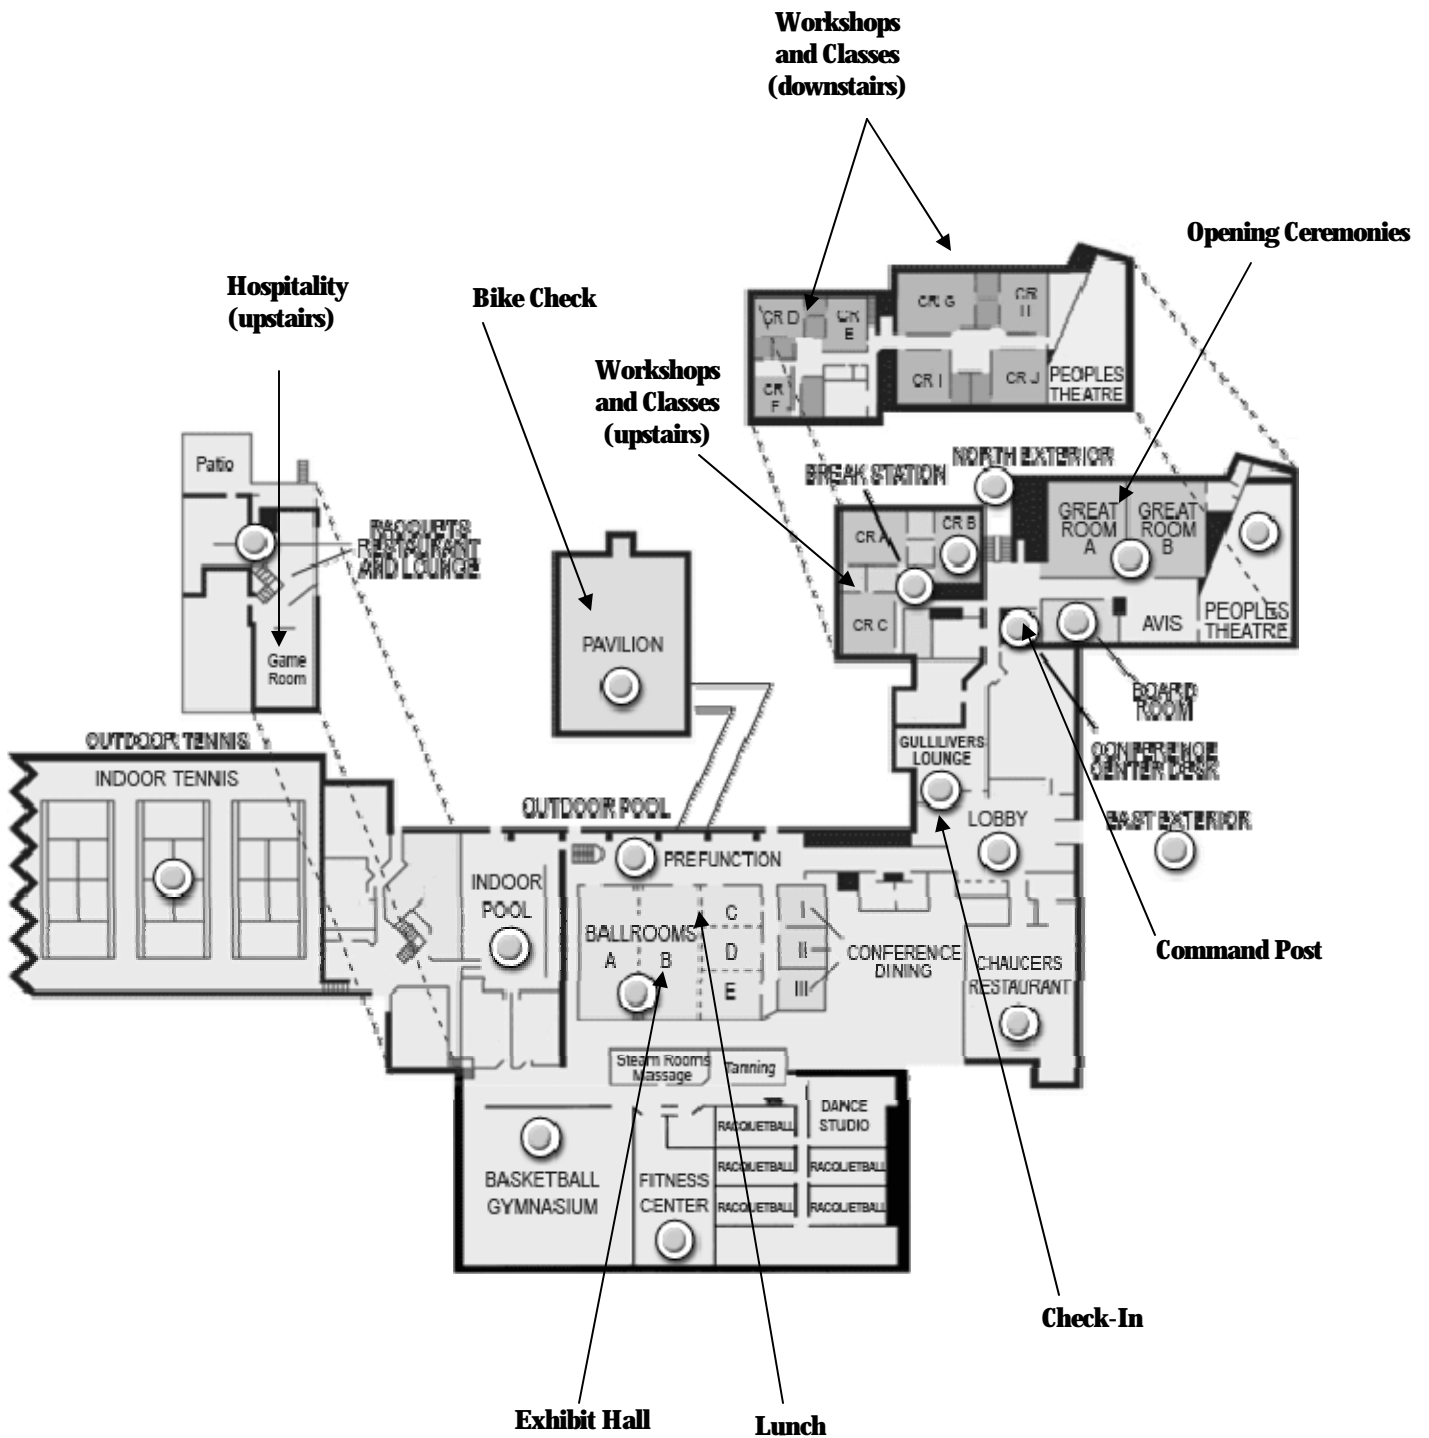 Workshops
and Classes
(downstairs)
Opening Ceremonies
Hospitality
(upstairs)
Bike Check
Workshops
and Classes
(upstairs)
CR D
CR
E
CR
F
CR G
CR
H
CR I
CR J
PEOPLES
THEATRE
NORTH EXTERIOR
BREAK STATION
Patio
RACQUETS
RESTAURANT
AND LOUNGE
Game
Room
PAVILION
CR A
CR B
CR C
GREAT
ROOM
A
GREAT
ROOM
B
AVIS
PEOPLES
THEATRE
BOARD
ROOM
CONFERENCE
CENTER DESK
GULLILIVERS
LOUNGE
LOBBY
EAST EXTERIOR
OUTDOOR TENNIS
INDOOR TENNIS
OUTDOOR POOL
PREFUNCTION
INDOOR
POOL
BALLROOMS
A
B
C
D
E
I
II
III
CONFERENCE
DINING
CHAUCERS
RESTAURANT
Command Post
Steam Rooms
Massage
Tanning
DANCE
STUDIO
RACQUETBALL
RACQUETBALL
RACQUETBALL
RACQUETBALL
RACQUETBALL
BASKETBALL
GYMNASIUM
FITNESS
CENTER
Check-In
Exhibit Hall
Lunch